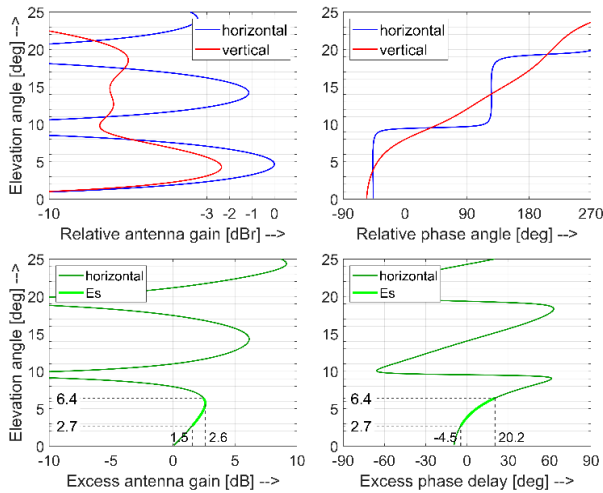 25
20
15
10
5
0
Elevation angle [deg] -->
horizontal
vertical
-10 -3 -2 -1 0
Relative antenna gain [dBr] -->
25
20
15
10
5
0
horizontal
vertical
-90 0 90 180 270
Relative phase angle [deg] -->
25
20
15
10
5
0
Elevation angle [deg] -->
horizontal
Es
6.4
2.7
1.5 2.6
-10 -5 0 5 10
Excess antenna gain [dB] -->
25
20
15
10
5
0
horizontal
Es
6.4
2.7
-4.5 20.2
-90 -60 -30 0 30 60 90
Excess phase delay [deg] -->